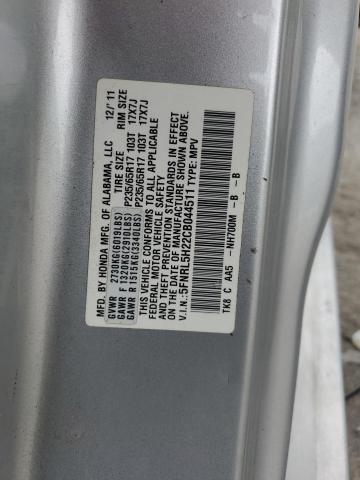 MFD. BY HONDA MFG. OF ALABAMA, LLC 12/'11
GVWR 2730KG(6019LBS) TIRE SIZE RIM SIZE
GAWR F 1320KG(2910LBS) P235/65R17 103T 17X7J
GAWR R 1515KG(3340LBS) P235/65R17 103T 17X7J
THIS VEHICLE CONFORMS TO ALL APPLICABLE
FEDERAL MOTOR VEHICLE SAFETY
AND THEFT PREVENTION STANDARDS IN EFFECT
ON THE DATE OF MANUFACTURE SHOWN ABOVE.
V.I.N.:5FNRL5H22CB044511 TYPE: MPV
TK8 C AA5 -NH700M -B -B